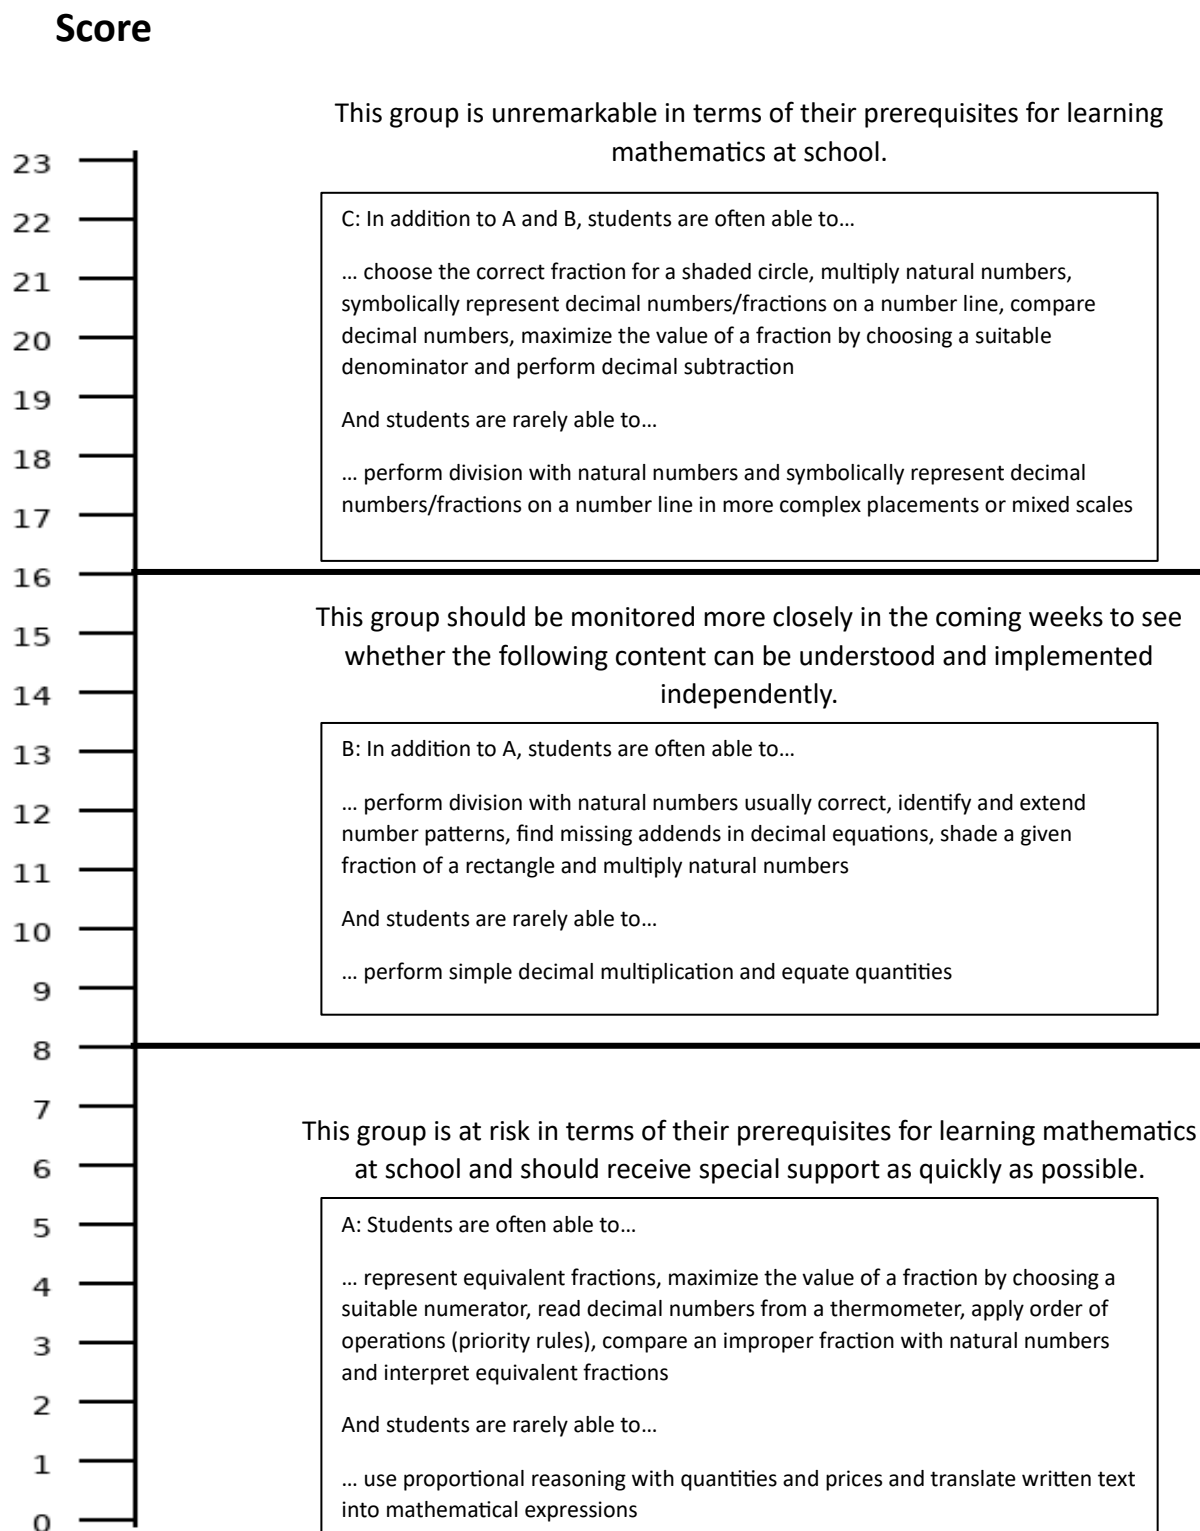 Score
This group is unremarkable in terms of their prerequisites for learning
mathematics at school.
23
22
21
20
19
18
17
16
C: In addition to A and B, students are often able to…
… choose the correct fraction for a shaded circle, multiply natural numbers,
symbolically represent decimal numbers/fractions on a number line, compare
decimal numbers, maximize the value of a fraction by choosing a suitable
denominator and perform decimal subtraction
And students are rarely able to…
… perform division with natural numbers and symbolically represent decimal
numbers/fractions on a number line in more complex placements or mixed scales
This group should be monitored more closely in the coming weeks to see
whether the following content can be understood and implemented
independently.
15
14
13
12
11
10
9
8
B: In addition to A, students are often able to…
… perform division with natural numbers usually correct, identify and extend
number patterns, find missing addends in decimal equations, shade a given
fraction of a rectangle and multiply natural numbers
And students are rarely able to…
… perform simple decimal multiplication and equate quantities
This group is at risk in terms of their prerequisites for learning mathematics
at school and should receive special support as quickly as possible.
7
6
5
4
3
2
1
0
A: Students are often able to…
… represent equivalent fractions, maximize the value of a fraction by choosing a
suitable numerator, read decimal numbers from a thermometer, apply order of
operations (priority rules), compare an improper fraction with natural numbers
and interpret equivalent fractions
And students are rarely able to…
… use proportional reasoning with quantities and prices and translate written text
into mathematical expressions